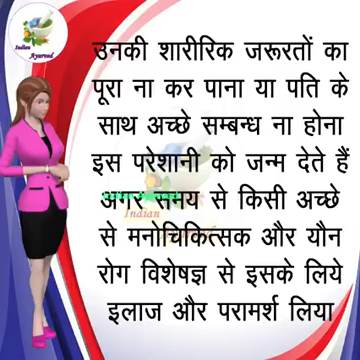 Indian
Ayurved
उनकी शारीरिक जरूरतों का
पूरा ना कर पाना या पति के
साथ अच्छे सम्बन्ध ना होना
इस परेशानी को जन्म देते हैं
अगर समय से किसी अच्छे
Indian
से मनोचिकित्सक और यौन
रोग विशेषज्ञ से इसके लिये
इलाज और परामर्श लिया